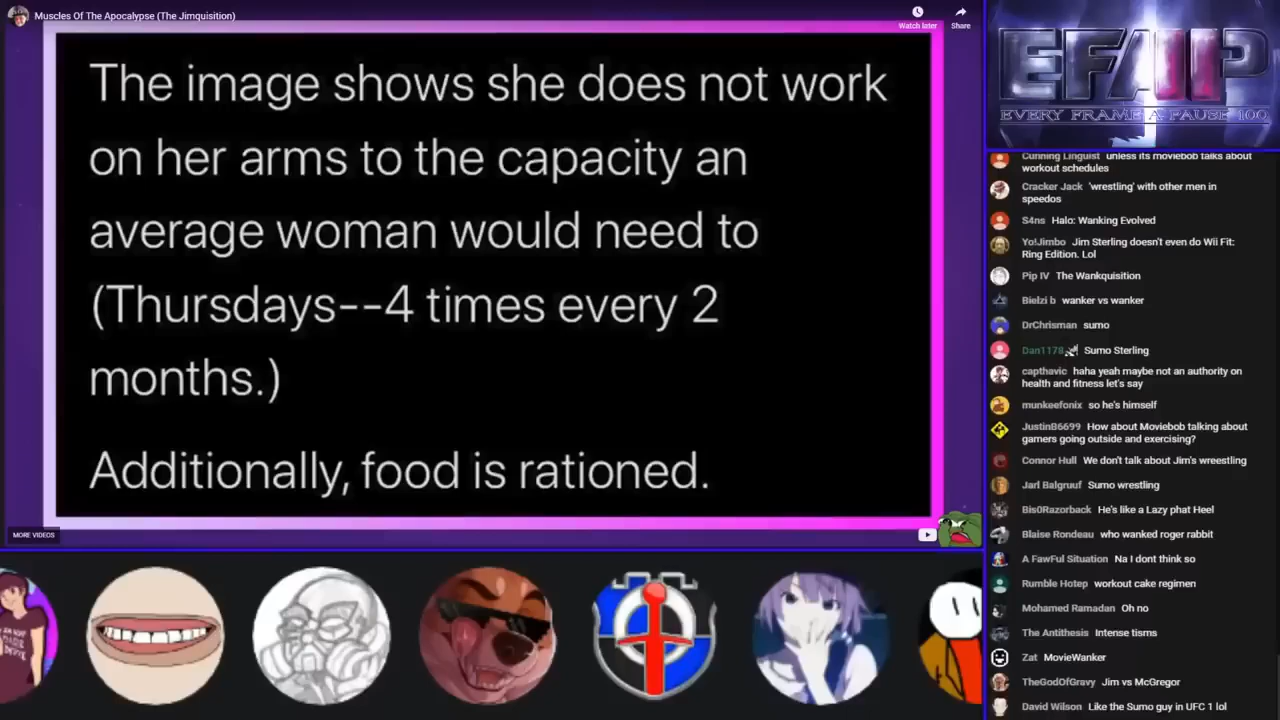 Muscles Of The Apocalypse (The Jimquisition)
Watch later
Share
The image shows she does not work
on her arms to the capacity an
average woman would need to
(Thursdays--4 times every 2
months.)
Additionally, food is rationed.
MORE VIDEOS
EFAP
EVERY FRAME A PAUSE 100
Cunning Linguist unless its moviebob talks about
workout schedules
Cracker Jack 'wrestling' with other men in
speedos
S4ns Halo: Wanking Evolved
Yo!Jimbo Jim Sterling doesn't even do Wii Fit:
Ring Edition. Lol
Pip IV The Wankquisition
Bielzi b wanker vs wanker
DrChrisman sumo
Dan1178 Sumo Sterling
capthavic haha yeah maybe not an authority on
health and fitness let's say
munkeefonix so he's himself
JustinB6699 How about Moviebob talking about
gamers going outside and exercising?
Connor Hull We don't talk about Jim's wreestling
Jarl Balgruuf Sumo wrestling
Bis0Razorback He's like a Lazy phat Heel
Blaise Rondeau who wanked roger rabbit
A FawFul Situation Na I dont think so
Rumble Hotep workout cake regimen
Mohamed Ramadan Oh no
The Antithesis Intense tisms
Zat MovieWanker
TheGodOfGravy Jim vs McGregor
David Wilson Like the Sumo guy in UFC 1 lol